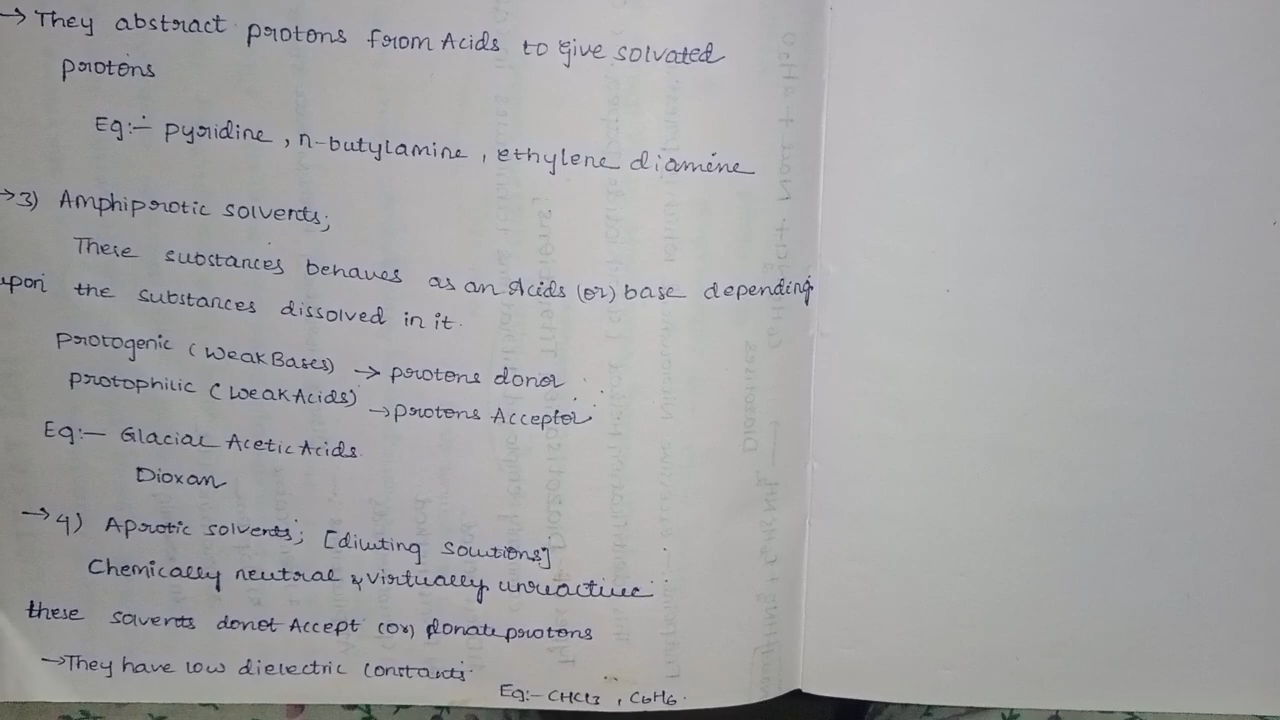 → They abstract protons from Acids to give solvated
protons
Eg:- pyridine, n-butylamine, ethylene diamine
→3) Amphiprotic solvents;
These substances behaves as an Acids (or) base depending
upon the substances dissolved in it.
Protogenic (Weak Bases) → protons donor
Protophilic (Weak Acids) → protons Acceptor
Eg:- Glacial Acetic Acids.
Dioxan
→ 4) Aprotic solvents; [diluting solutions]
Chemically neutral & virtually unreactive
these solvents donot Accept (or) donate protons
→They have low dielectric constants.
Eg:- CHCl3, C6H6.